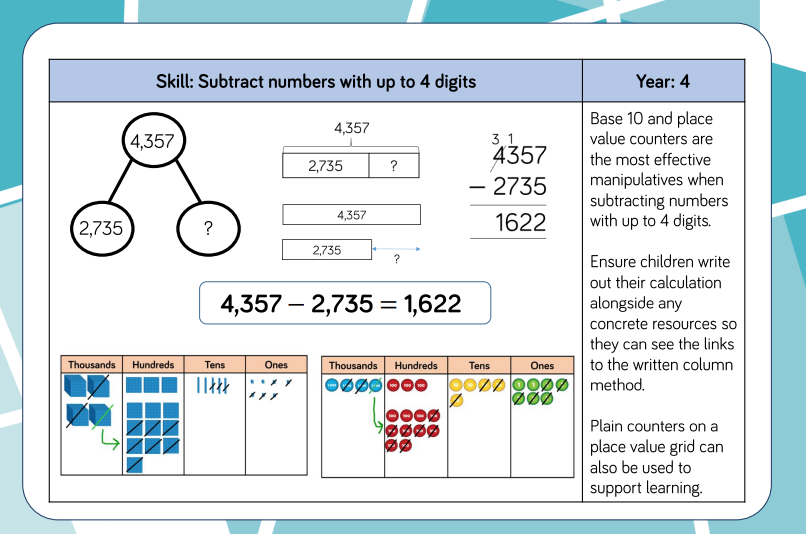 Skill: Subtract numbers with up to 4 digits
Year: 4
4,357
2,735
?
4,357
2,735
?
4,357
2,735
?
3 1
4357
− 2735
1622
4,357 − 2,735 = 1,622
Thousands Hundreds Tens Ones
Thousands Hundreds Tens Ones
100 100 100
Base 10 and place
value counters are
the most effective
manipulatives when
subtracting numbers
with up to 4 digits.
Ensure children write
out their calculation
alongside any
concrete resources so
they can see the links
to the written column
method.
Plain counters on a
place value grid can
also be used to
support learning.